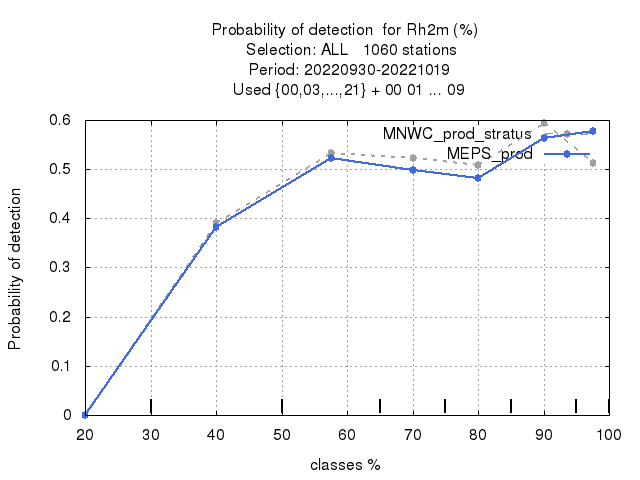 Probability of detection  for Rh2m (%)
Selection: ALL   1060 stations
Period: 20220930-20221019
Used {00,03,...,21} + 00 01 ... 09
MNWC_prod_stratus
MEPS_prod
Probability of detection
0.6
0.5
0.4
0.3
0.2
0.1
0
20 30 40 50 60 70 80 90 100
classes %